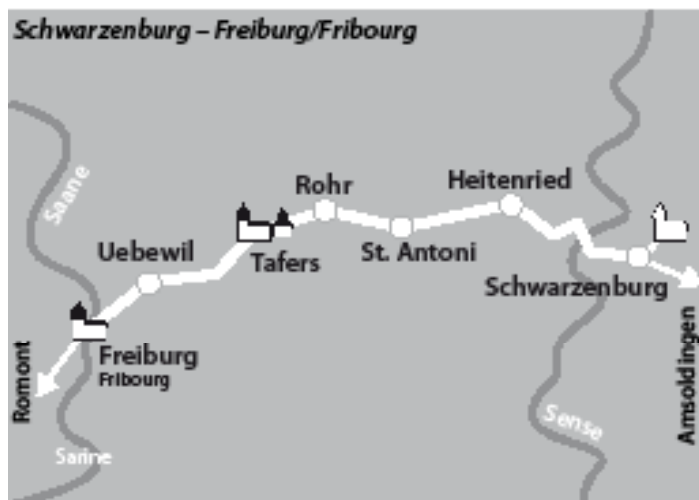 Schwarzenburg – Freiburg/Fribourg
Saane
Rohr
Heitenried
Uebewil
Tafers
St. Antoni
Schwarzenburg
Freiburg
Fribourg
Romont
Amsoldingen
Sense
Sarine